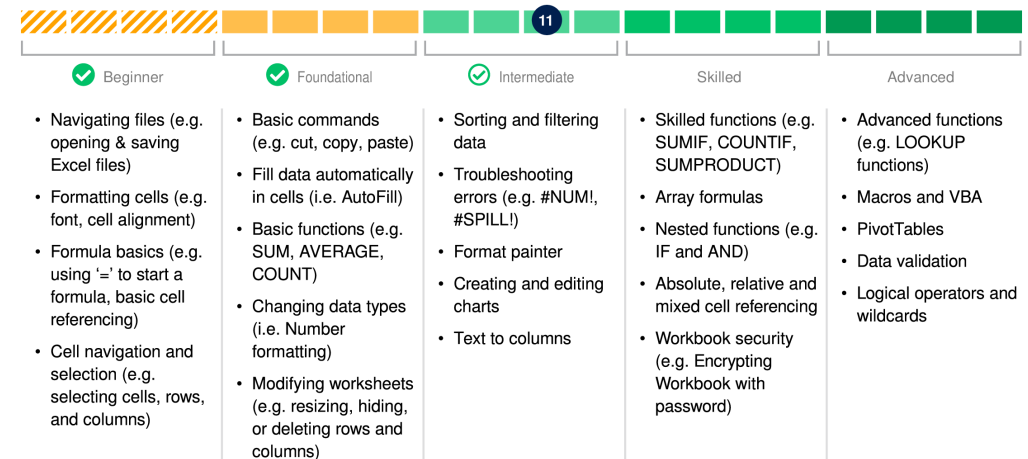 11
Beginner
Foundational
Intermediate
Skilled
Advanced
• Navigating files (e.g.
opening & saving
Excel files)
• Formatting cells (e.g.
font, cell alignment)
• Formula basics (e.g.
using ‘=’ to start a
formula, basic cell
referencing)
• Cell navigation and
selection (e.g.
selecting cells, rows,
and columns)
• Basic commands
(e.g. cut, copy, paste)
• Fill data automatically
in cells (i.e. AutoFill)
• Basic functions (e.g.
SUM, AVERAGE,
COUNT)
• Changing data types
(i.e. Number
formatting)
• Modifying worksheets
(e.g. resizing, hiding,
or deleting rows and
columns)
• Sorting and filtering
data
• Troubleshooting
errors (e.g. #NUM!,
#SPILL!)
• Format painter
• Creating and editing
charts
• Text to columns
• Skilled functions (e.g.
SUMIF, COUNTIF,
SUMPRODUCT)
• Array formulas
• Nested functions (e.g.
IF and AND)
• Absolute, relative and
mixed cell referencing
• Workbook security
(e.g. Encrypting
Workbook with
password)
• Advanced functions
(e.g. LOOKUP
functions)
• Macros and VBA
• PivotTables
• Data validation
• Logical operators and
wildcards